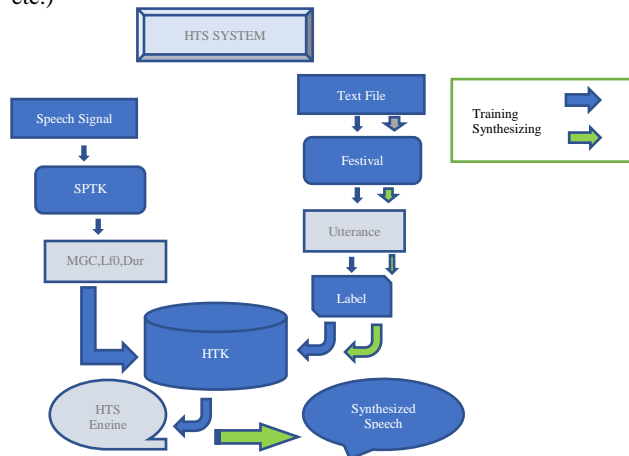 etc.)
HTS SYSTEM
Text File
Speech Signal
Training
Synthesizing
Festival
SPTK
Utterance
MGC,Lf0,Dur
Label
HTK
HTS
Engine
Synthesized
Speech